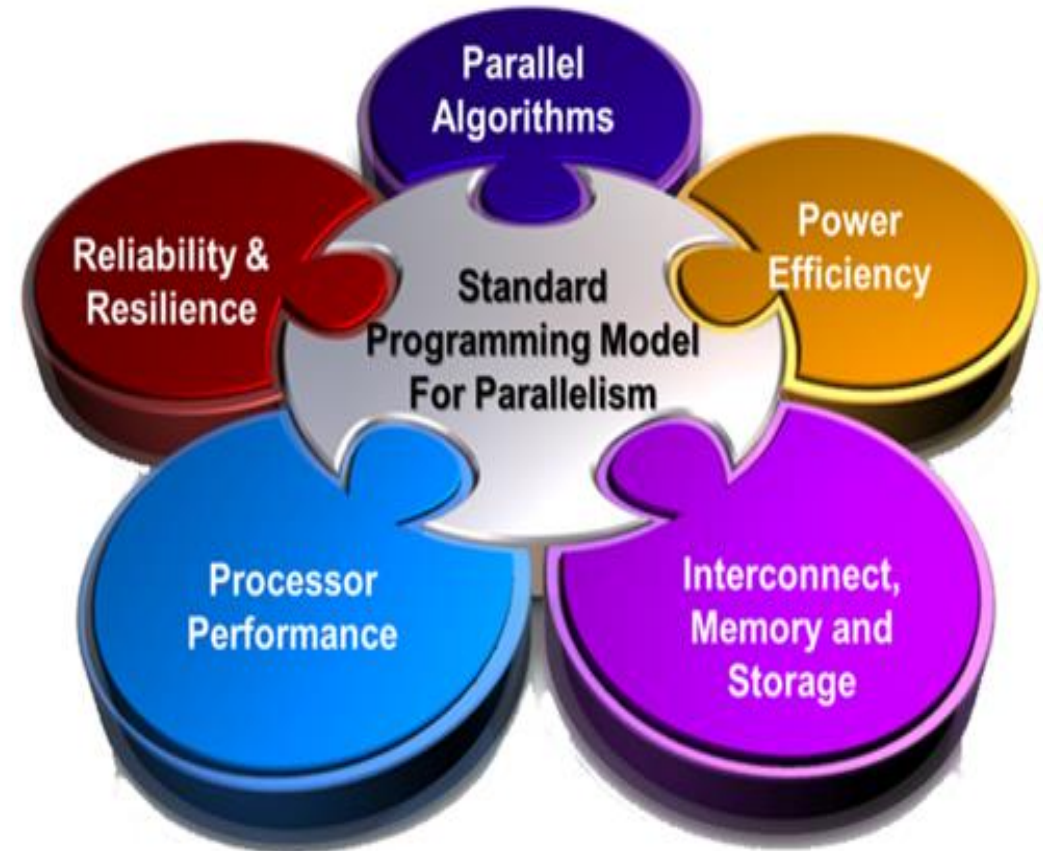 Parallel
Algorithms
Power
Efficiency
Reliability &
Resilience
Standard
Programming Model
For Parallelism
Processor
Performance
Interconnect,
Memory and
Storage